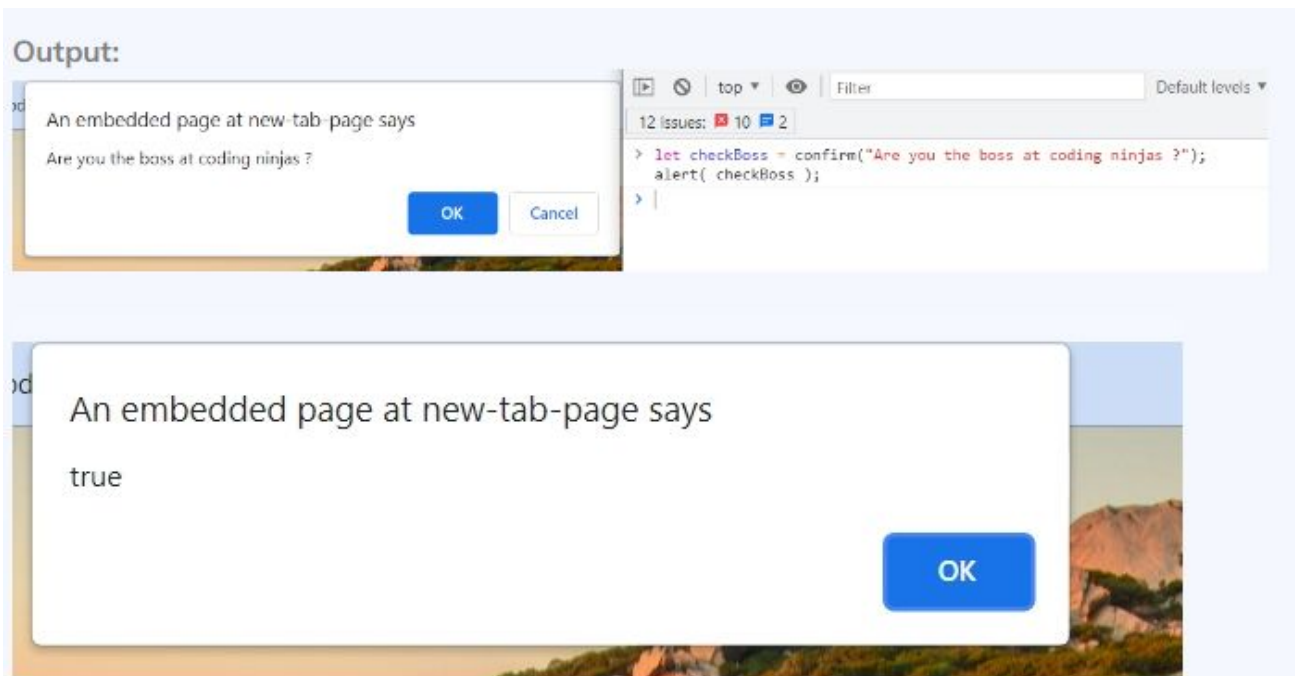 Output:
An embedded page at new-tab-page says
Are you the boss at coding ninjas ?
OK Cancel
top ▼ Filter Default levels ▼
12 Issues: 10 2
> let checkBoss = confirm("Are you the boss at coding ninjas ?");
alert( checkBoss );
>
An embedded page at new-tab-page says
true
OK